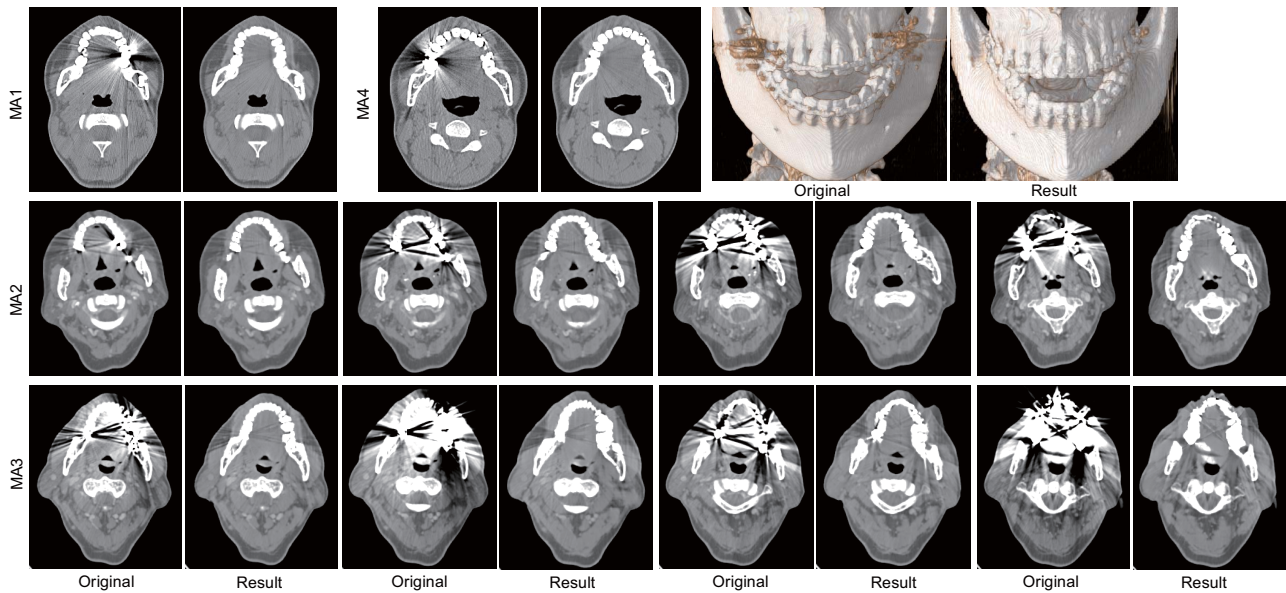 MA1
MA4
Original Result
MA2
MA3
Original Result Original Result Original Result Original Result